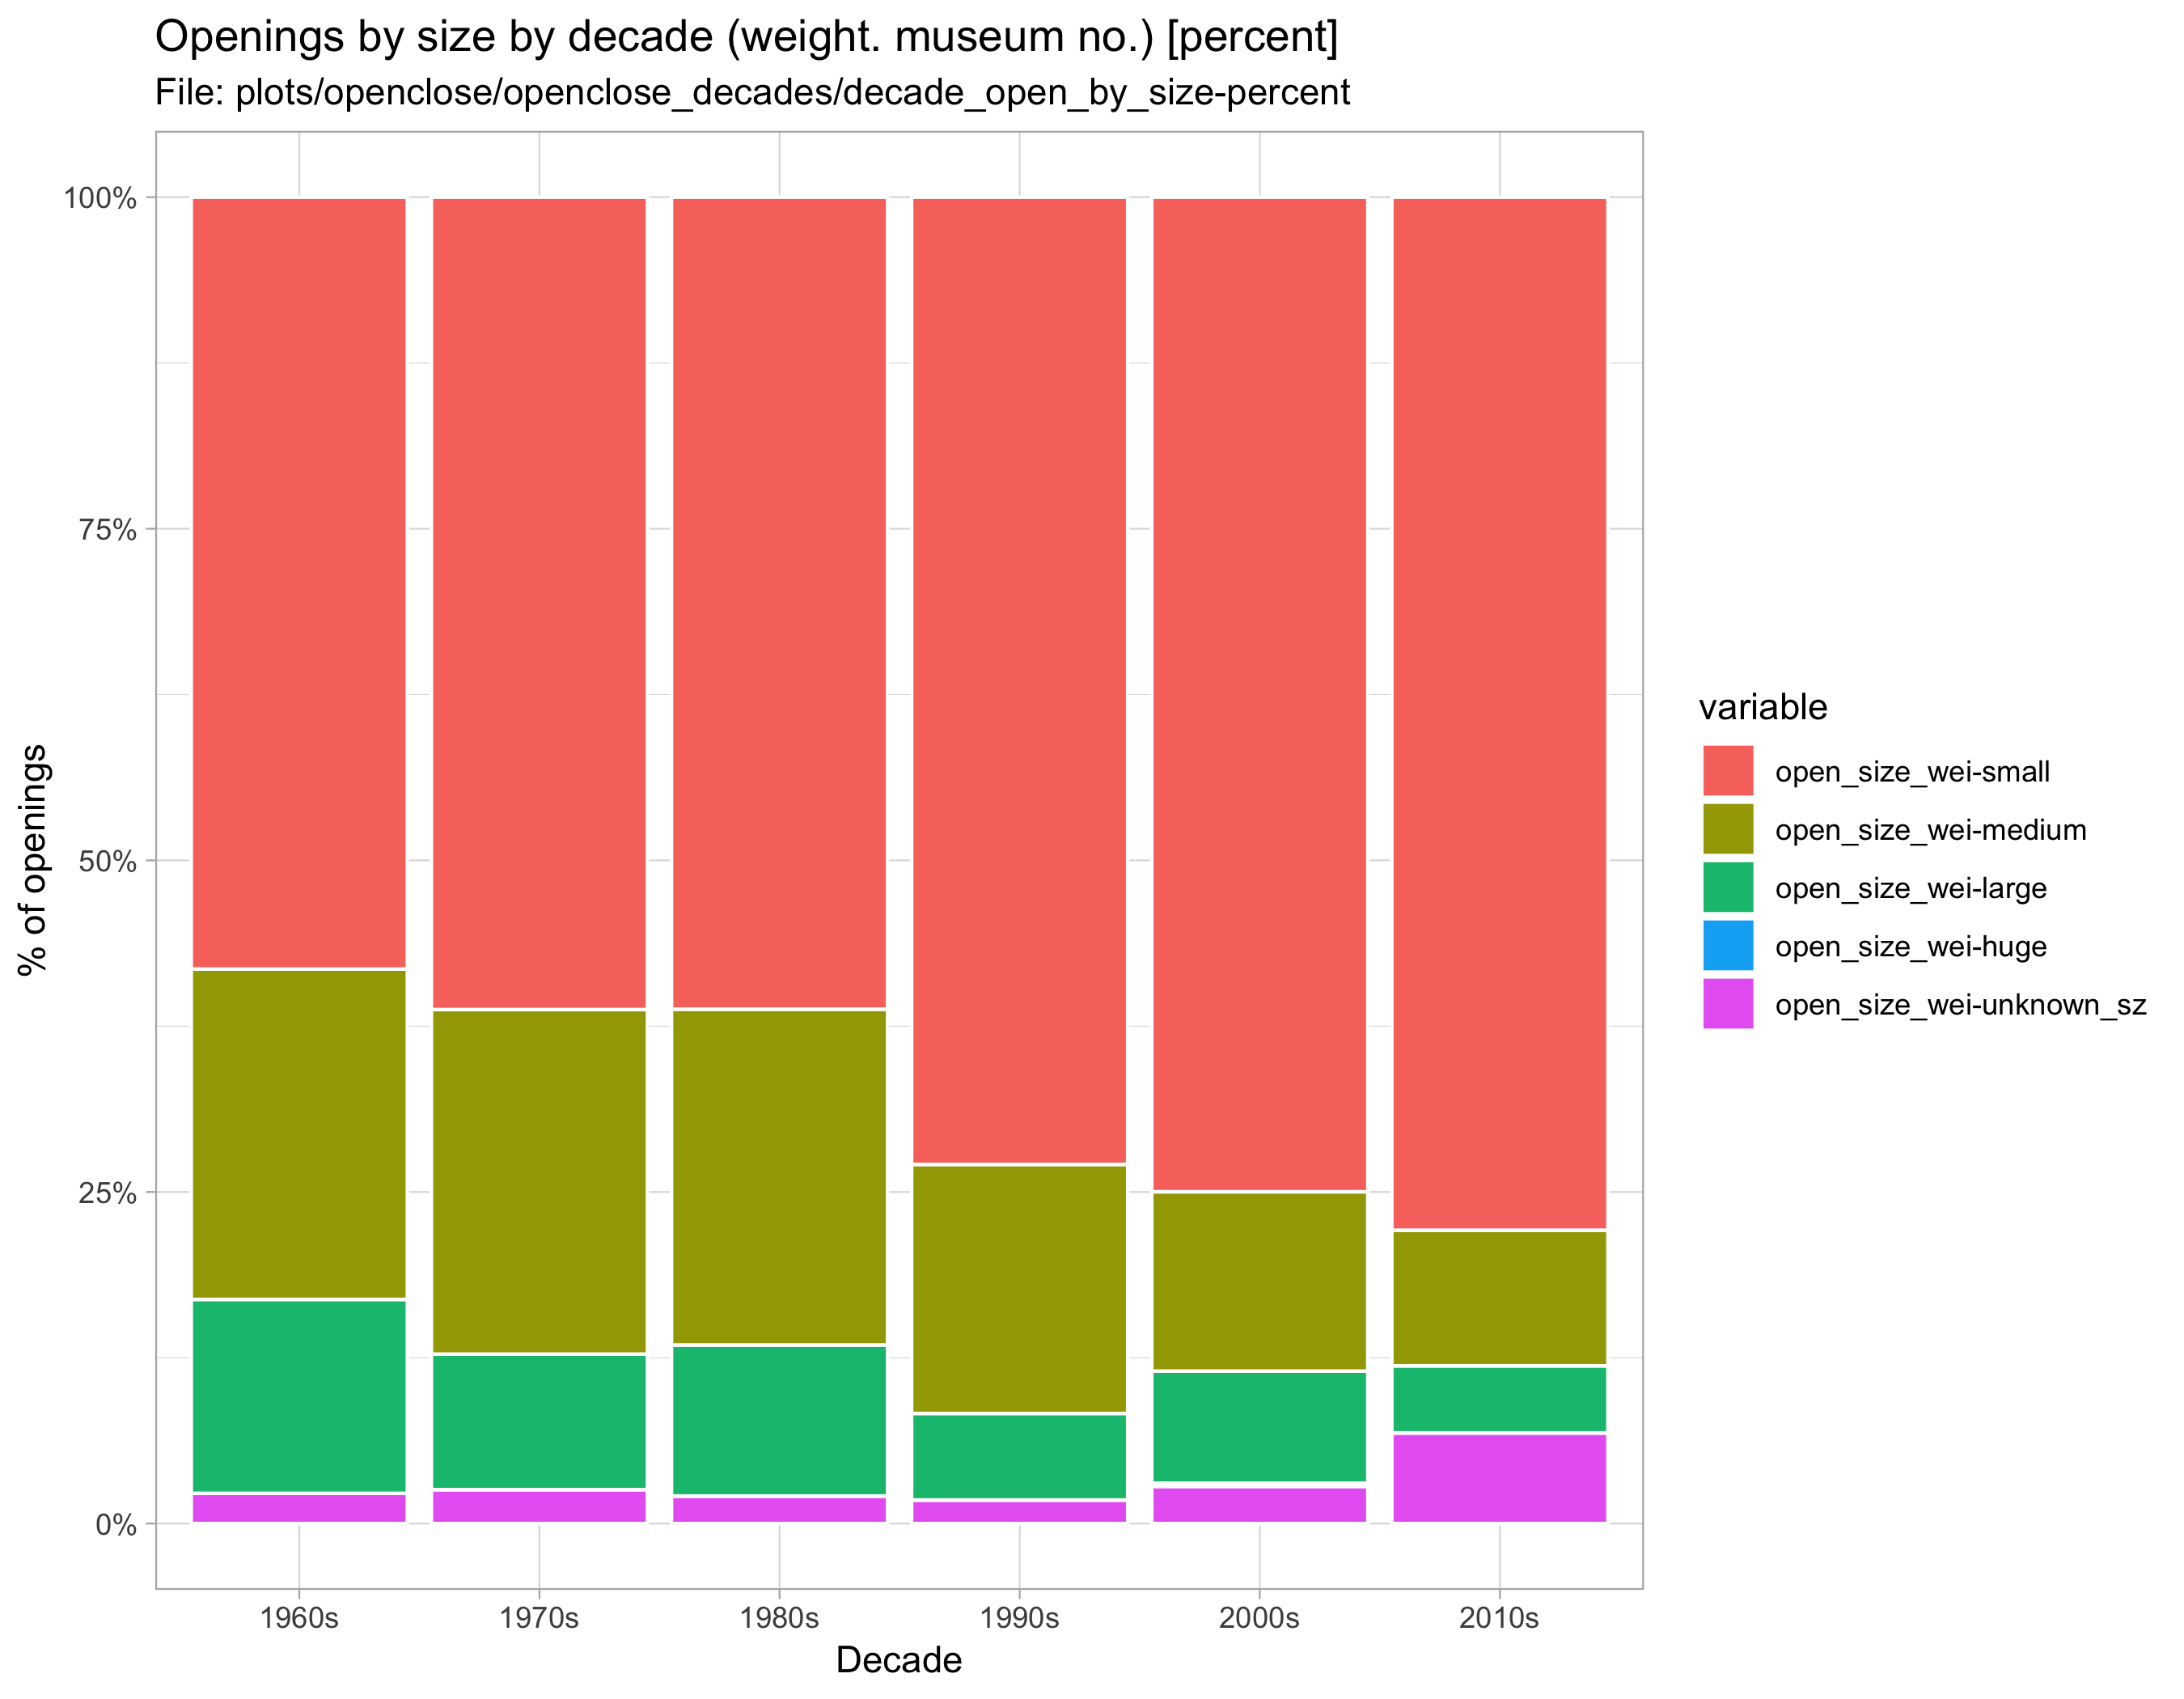 Openings by size by decade (weight. museum no.) [percent]
File: plots/openclose/openclose_decades/decade_open_by_size-percent
% of openings
100%
75%
50%
25%
0%
1960s 1970s 1980s 1990s 2000s 2010s
Decade
variable
open_size_wei-small
open_size_wei-medium
open_size_wei-large
open_size_wei-huge
open_size_wei-unknown_sz